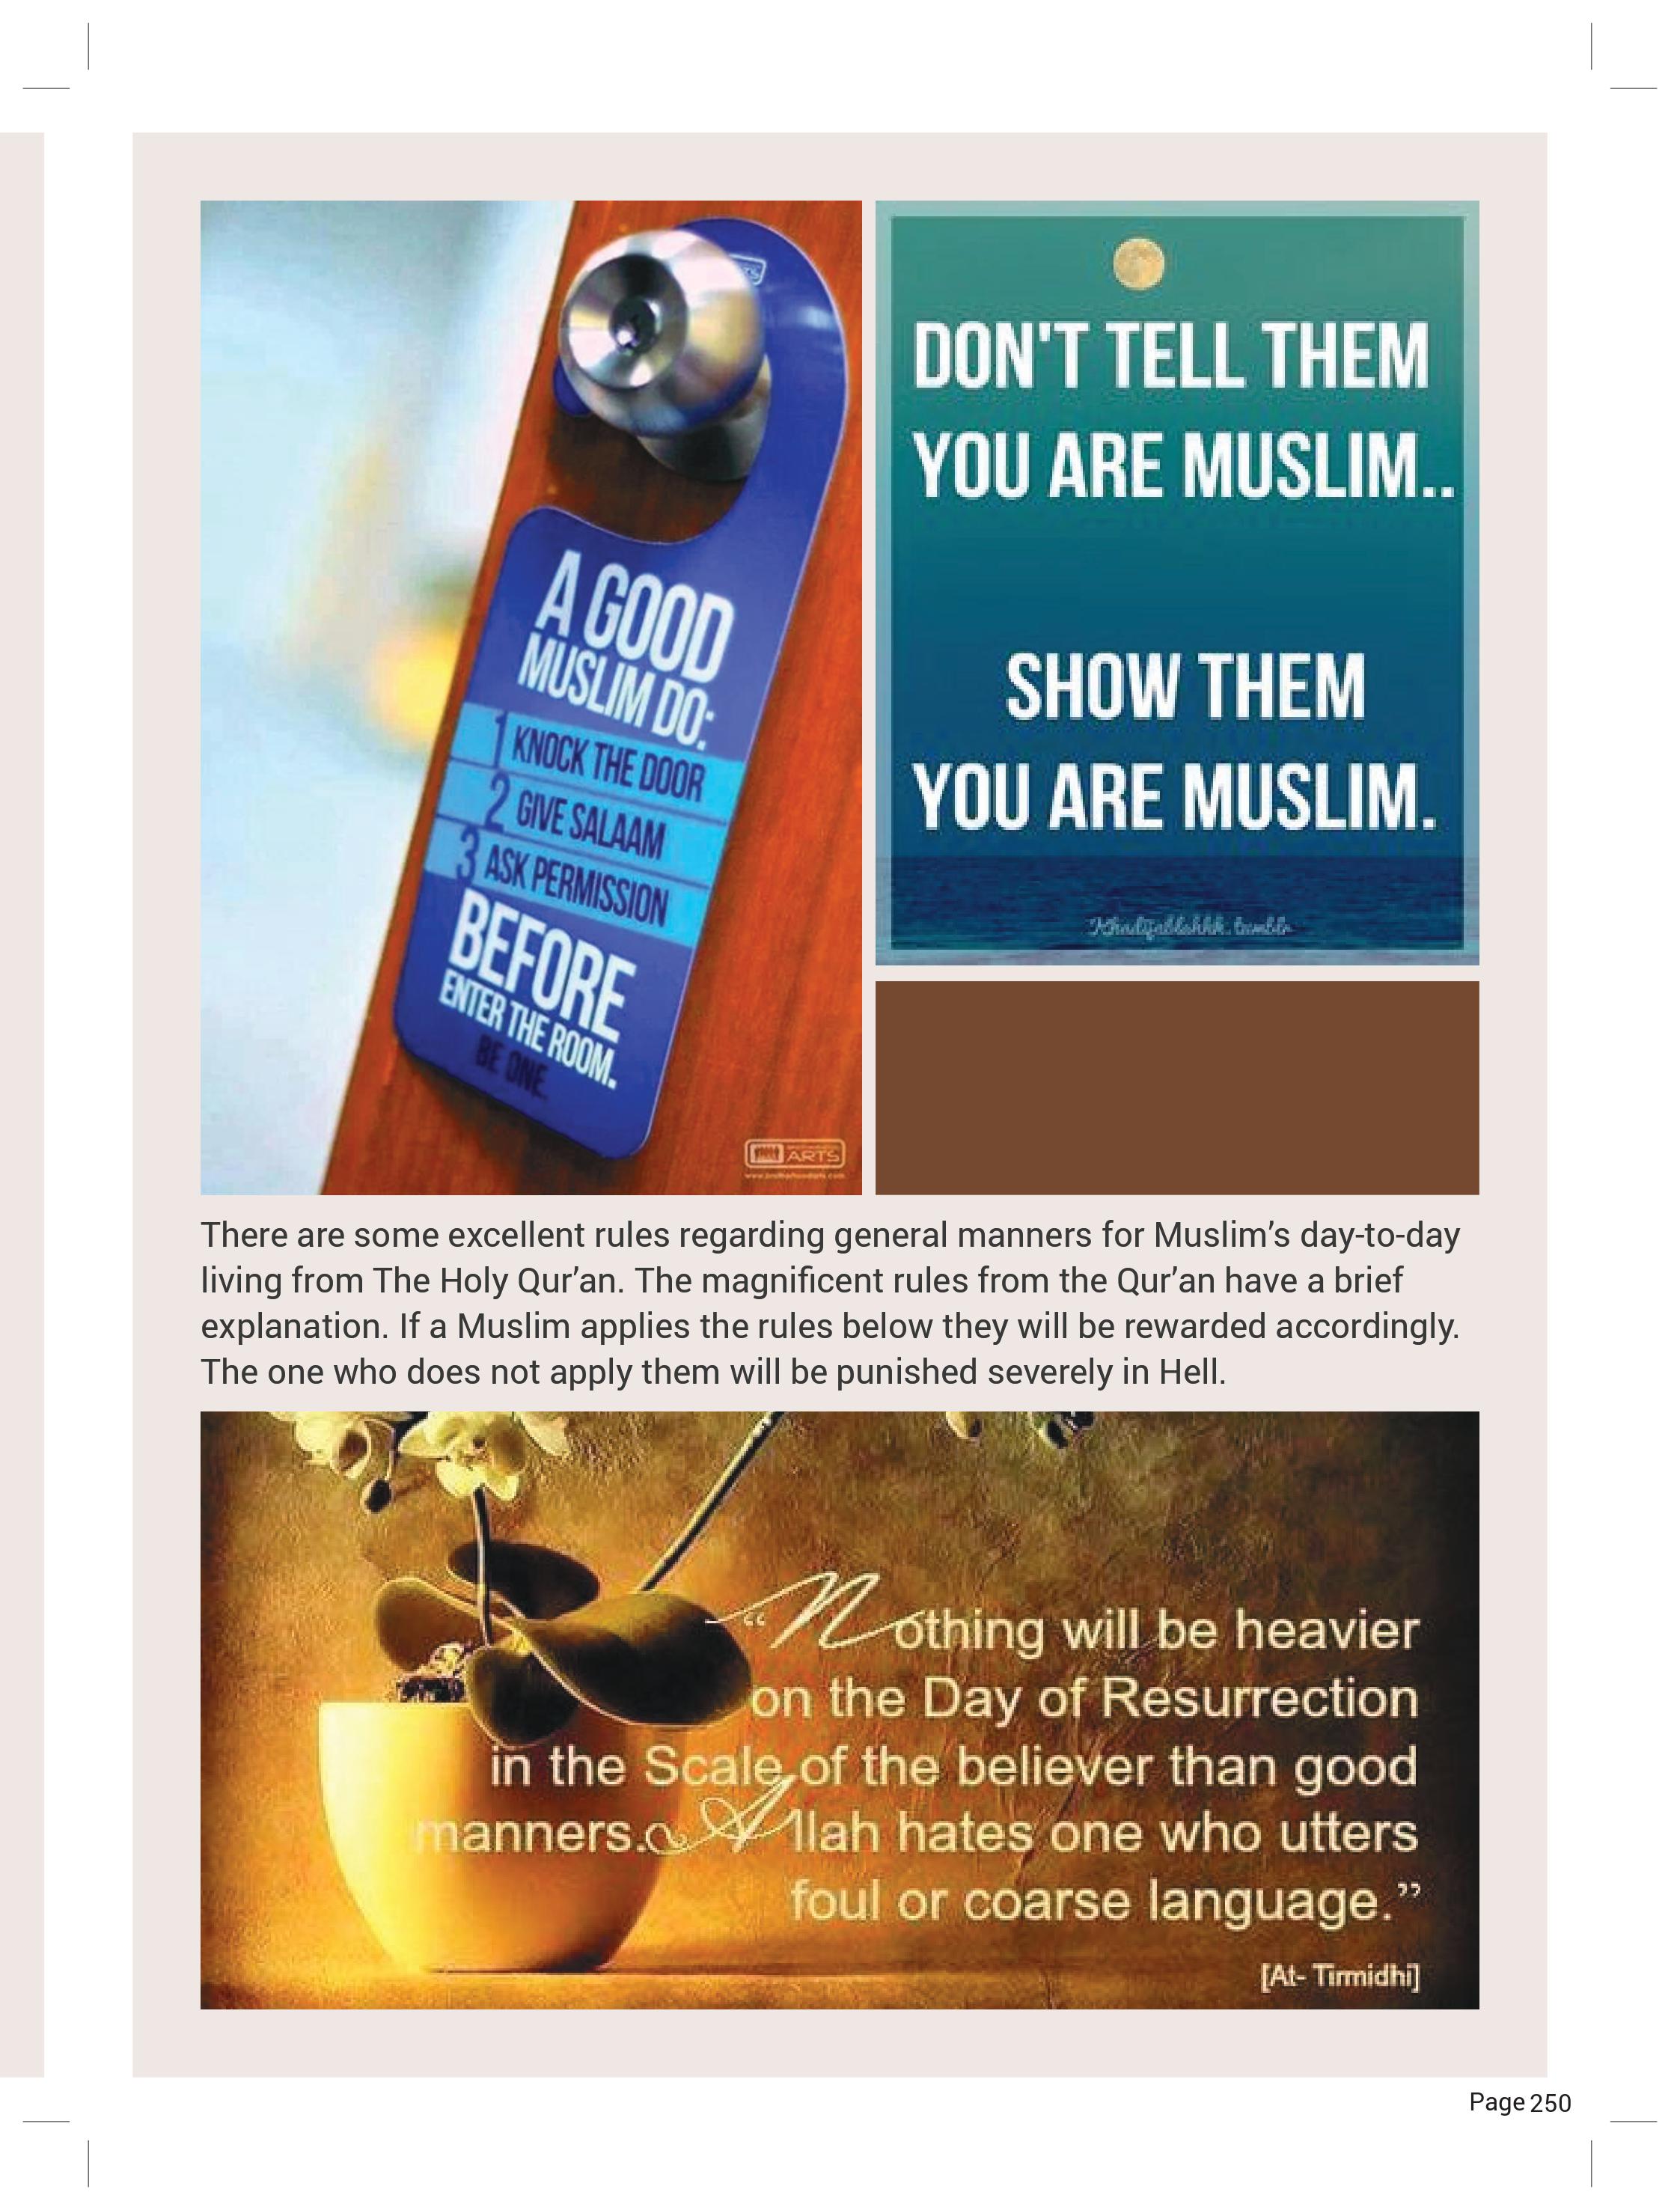 A GOOD
MUSLIM DO:
1 KNOCK THE DOOR
2 GIVE SALAAM
3 ASK PERMISSION
BEFORE
ENTER THE ROOM.
BE ONE.
ARTS
DON'T TELL THEM
YOU ARE MUSLIM..
SHOW THEM
YOU ARE MUSLIM.
There are some excellent rules regarding general manners for Muslim’s day-to-day
living from The Holy Qur’an. The magnificent rules from the Qur’an have a brief
explanation. If a Muslim applies the rules below they will be rewarded accordingly.
The one who does not apply them will be punished severely in Hell.
“Nothing will be heavier
on the Day of Resurrection
in the Scale of the believer than good
manners. Allah hates one who utters
foul or coarse language.”
[At- Tirmidhi]
Page 250